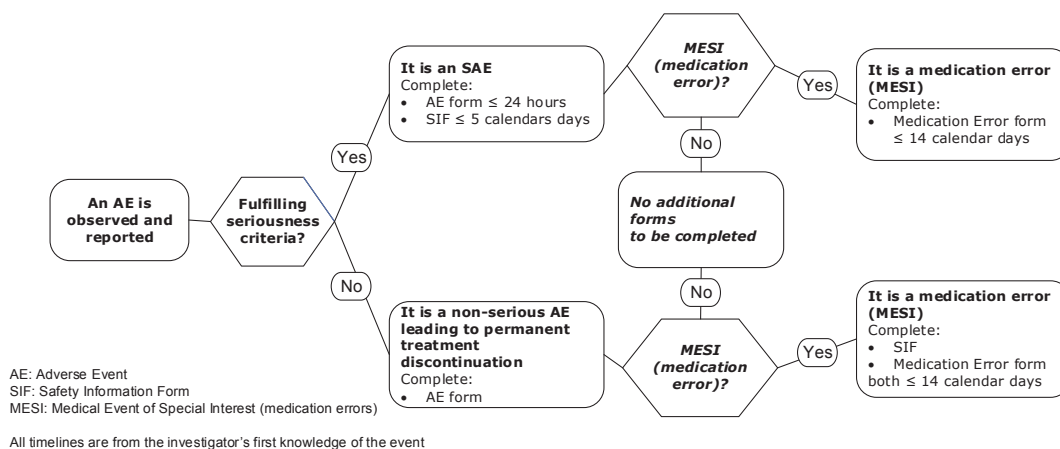 An AE is
observed and
reported
Fulfilling
seriousness
criteria?
Yes
No
It is an SAE
Complete:
• AE form ≤ 24 hours
• SIF ≤ 5 calendars days
MESI
(medication
error)?
Yes
It is a medication error
(MESI)
Complete:
• Medication Error form
≤ 14 calendar days
No
No additional
forms
to be completed
No
It is a non-serious AE
leading to permanent
treatment
discontinuation
Complete:
• AE form
MESI
(medication
error)?
Yes
It is a medication error
(MESI)
Complete:
• SIF
• Medication Error form
both ≤ 14 calendar days
AE: Adverse Event
SIF: Safety Information Form
MESI: Medical Event of Special Interest (medication errors)
All timelines are from the investigator's first knowledge of the event